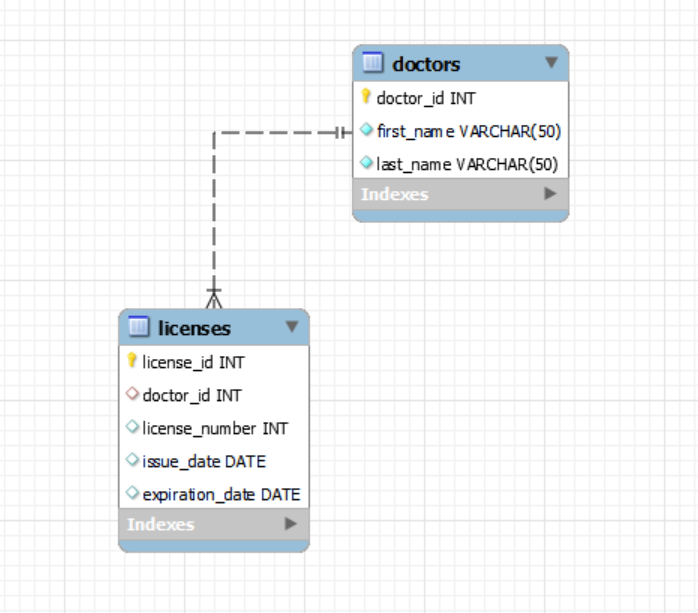 doctors
doctor_id INT
first_name VARCHAR(50)
last_name VARCHAR(50)
Indexes
licenses
license_id INT
doctor_id INT
license_number INT
issue_date DATE
expiration_date DATE
Indexes